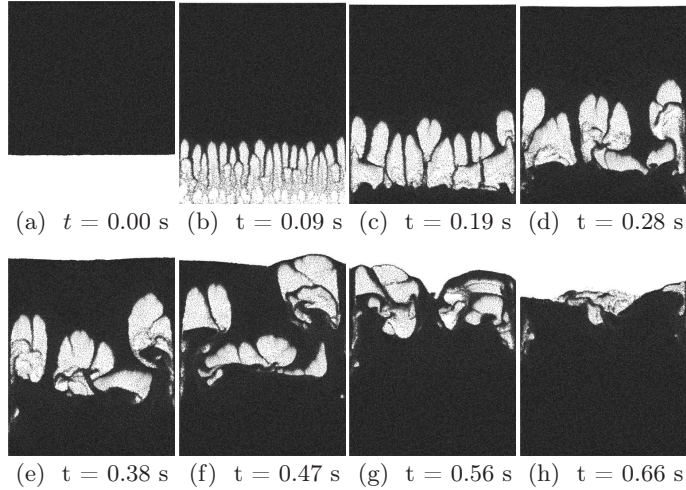 (a) t = 0.00 s (b) t = 0.09 s (c) t = 0.19 s (d) t = 0.28 s
(e) t = 0.38 s (f) t = 0.47 s (g) t = 0.56 s (h) t = 0.66 s